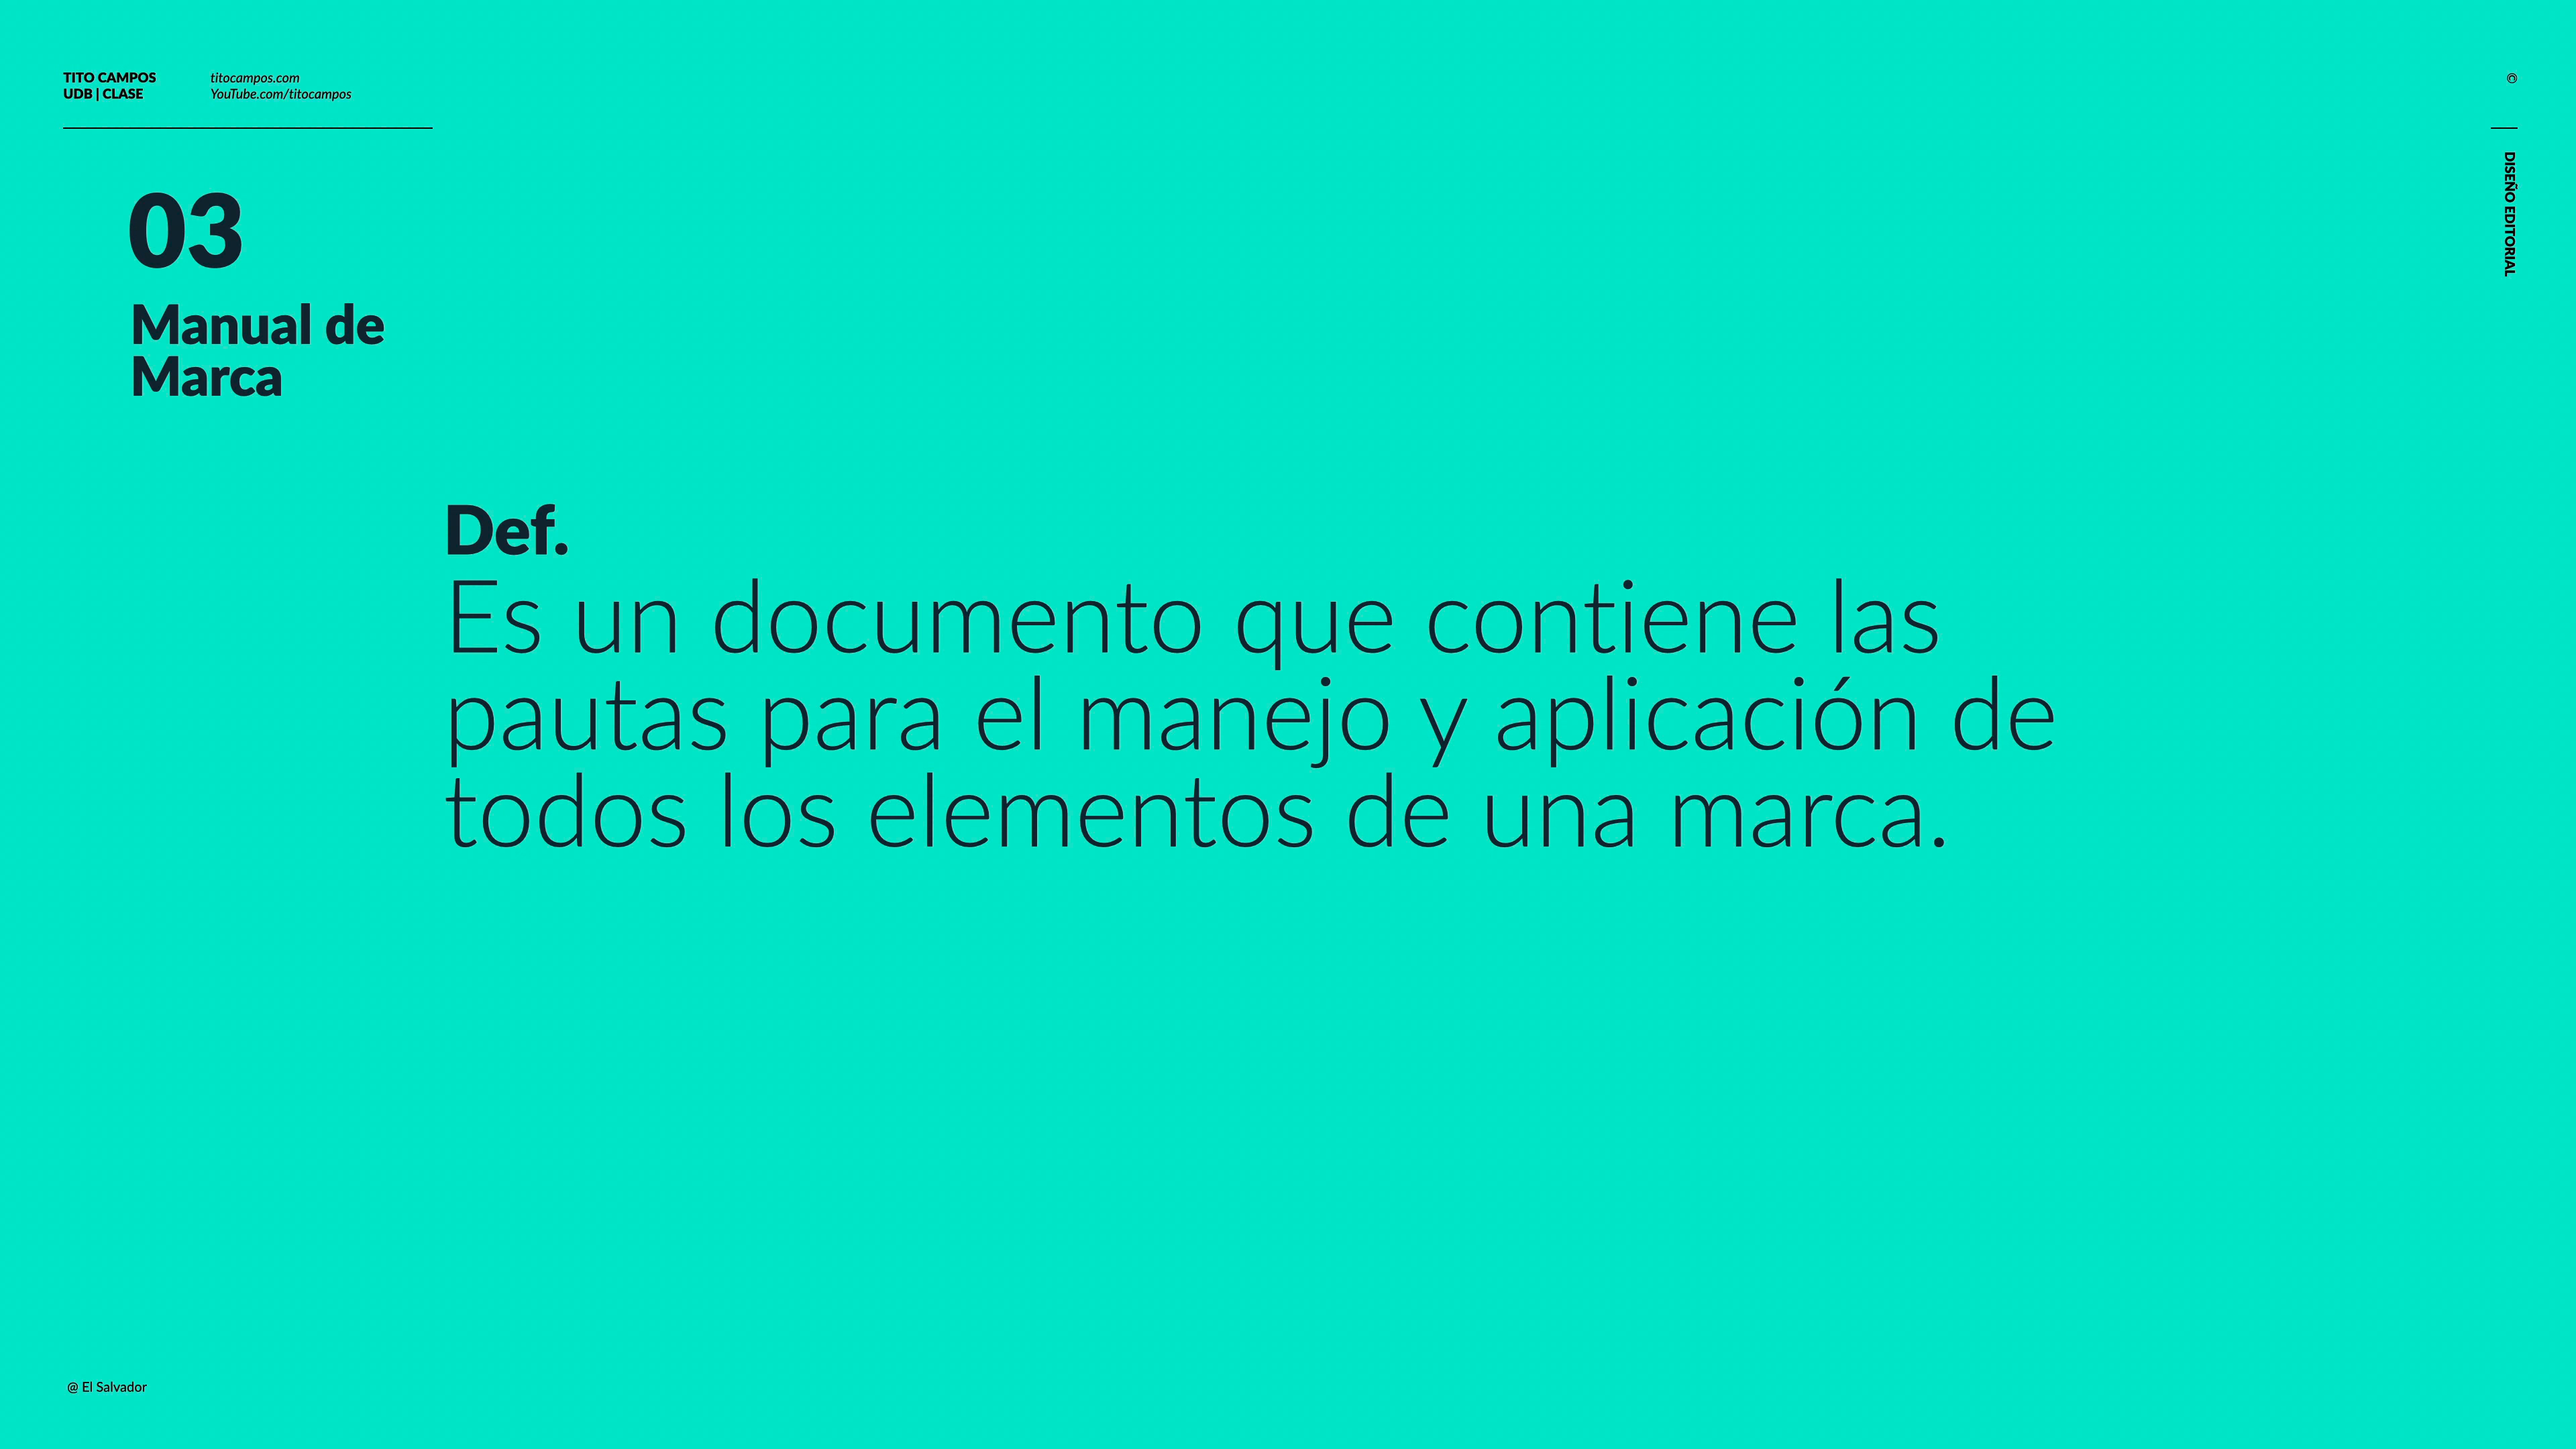 TITO CAMPOS
UDB | CLASE
titocampos.com
YouTube.com/titocampos
©
DISEÑO EDITORIAL
03
Manual de
Marca
Def.
Es un documento que contiene las
pautas para el manejo y aplicación de
todos los elementos de una marca.
@ El Salvador